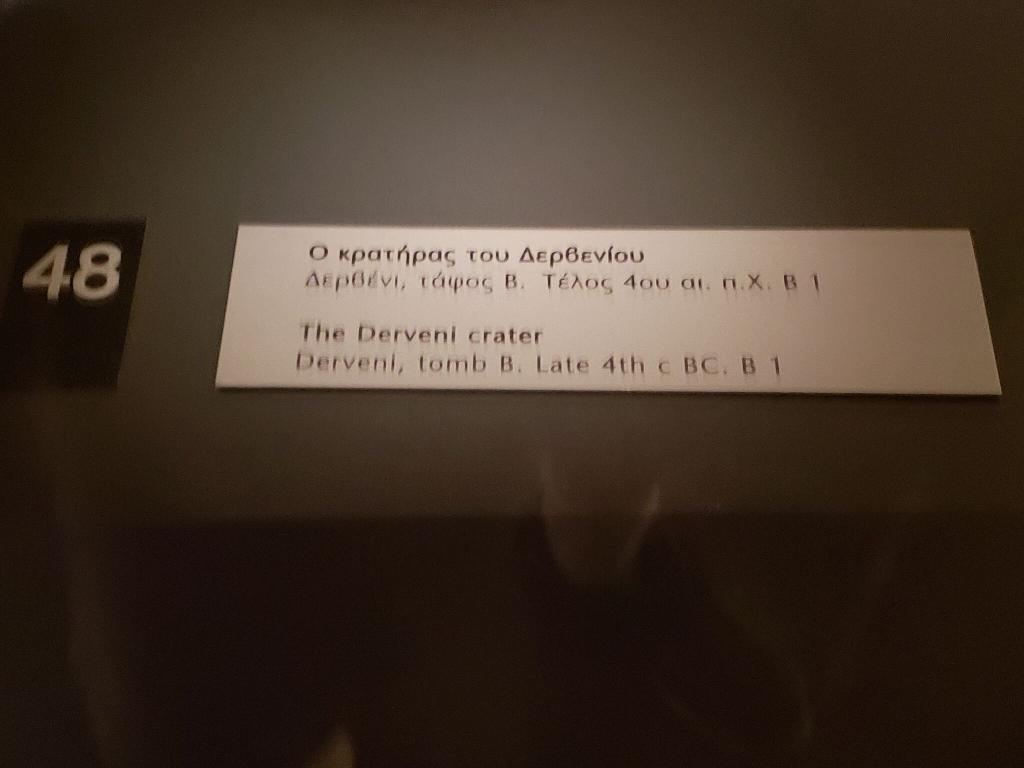 48
Ο κρατήρας του Δερβενίου
Δερβένι, τάφος Β. Τέλος 4ου αι. π.Χ. Β 1
The Derveni crater
Derveni, tomb B. Late 4th c BC. B 1